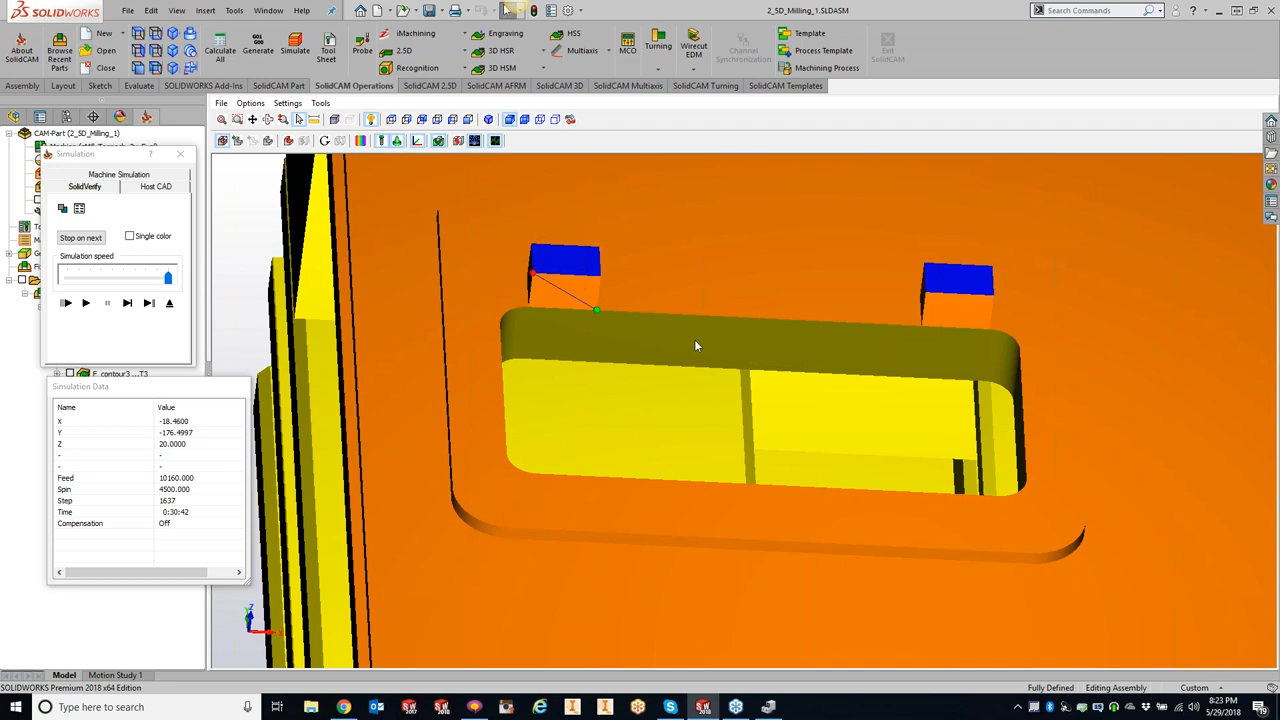 SOLIDWORKS File Edit View Insert Tools Window Help 2_5D_Milling_1.SLDASM Search Commands
About SolidCAM Browse Recent Parts New Open Close Calculate All Generate Simulate Tool Sheet Probe iMachining 2.5D Recognition Engraving 3D HSR 3D HSM HSS Multiaxis MCO Turning Wirecut EDM Channel Synchronization Template Process Template Machining Process Exit SolidCAM
Assembly Layout Sketch Evaluate SOLIDWORKS Add-Ins SolidCAM Part SolidCAM Operations SolidCAM 2.5D SolidCAM AFRM SolidCAM 3D SolidCAM Multiaxis SolidCAM Turning SolidCAM Templates
File Options Settings Tools
CAM-Part (2_5D_Milling_1)
Simulation ?
Machine Simulation
SolidVerify Host CAD
Stop on next Single color
Simulation speed
F_contour3 ...T3
Simulation Data
Name Value
X -18.4600
Y -176.4997
Z 20.0000
- -
- -
Feed 10160.000
Spin 4500.000
Step 1637
Time 0:30:42
Compensation Off
Model Motion Study 1
SOLIDWORKS Premium 2018 x64 Edition Fully Defined Editing Assembly Custom
Type here to search
8:23 PM
5/29/2018